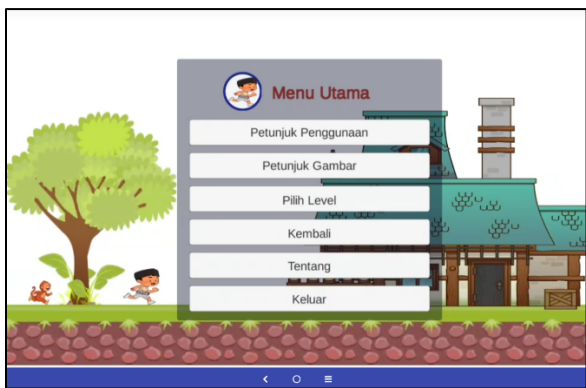 Menu Utama
Petunjuk Penggunaan
Petunjuk Gambar
Pilih Level
Kembali
Tentang
Keluar